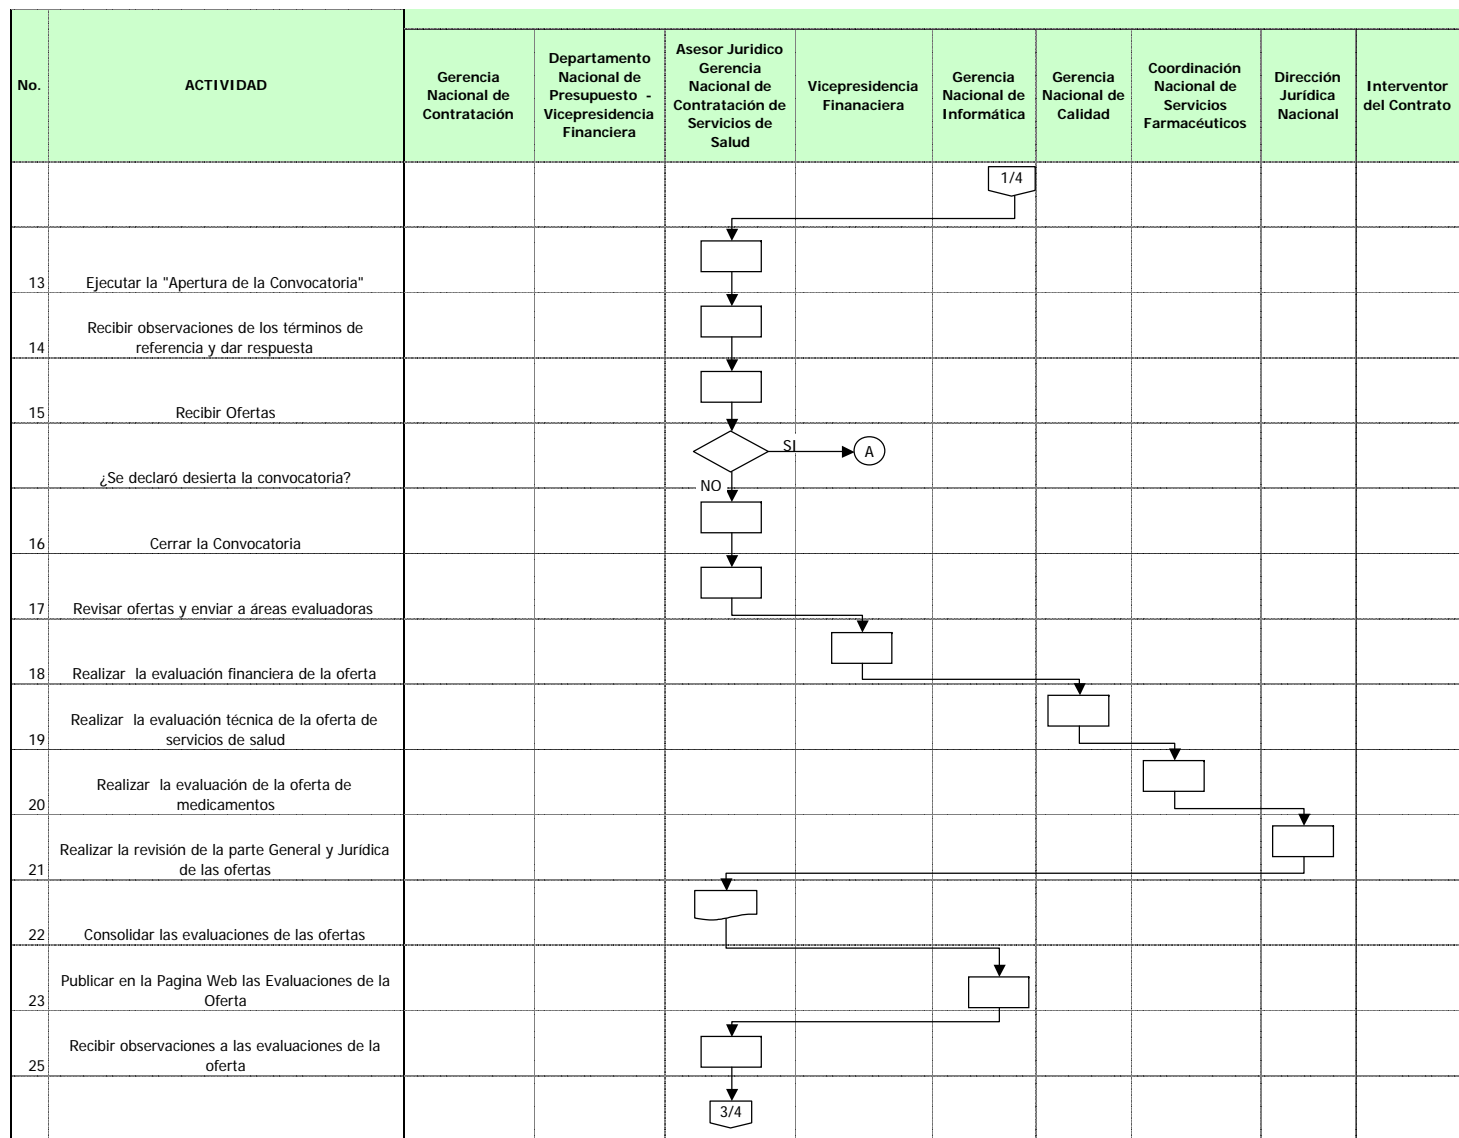 No.
ACTIVIDAD
Gerencia
Nacional de
Contratación
Departamento
Nacional de
Presupuesto -
Vicepresidencia
Financiera
Asesor Juridico
Gerencia
Nacional de
Contratación de
Servicios de
Salud
Vicepresidencia
Finanaciera
Gerencia
Nacional de
Informática
Gerencia
Nacional de
Calidad
Coordinación
Nacional de
Servicios
Farmacéuticos
Dirección
Jurídica
Nacional
Interventor
del Contrato
1/4
13 Ejecutar la "Apertura de la Convocatoria"
Recibir observaciones de los términos de
14 referencia y dar respuesta
15 Recibir Ofertas
SI
A
¿Se declaró desierta la convocatoria?
NO
16 Cerrar la Convocatoria
17 Revisar ofertas y enviar a áreas evaluadoras
18 Realizar la evaluación financiera de la oferta
Realizar la evaluación técnica de la oferta de
19 servicios de salud
Realizar la evaluación de la oferta de
20 medicamentos
Realizar la revisión de la parte General y Jurídica
21 de las ofertas
22 Consolidar las evaluaciones de las ofertas
Publicar en la Pagina Web las Evaluaciones de la
23 Oferta
Recibir observaciones a las evaluaciones de la
25 oferta
3/4